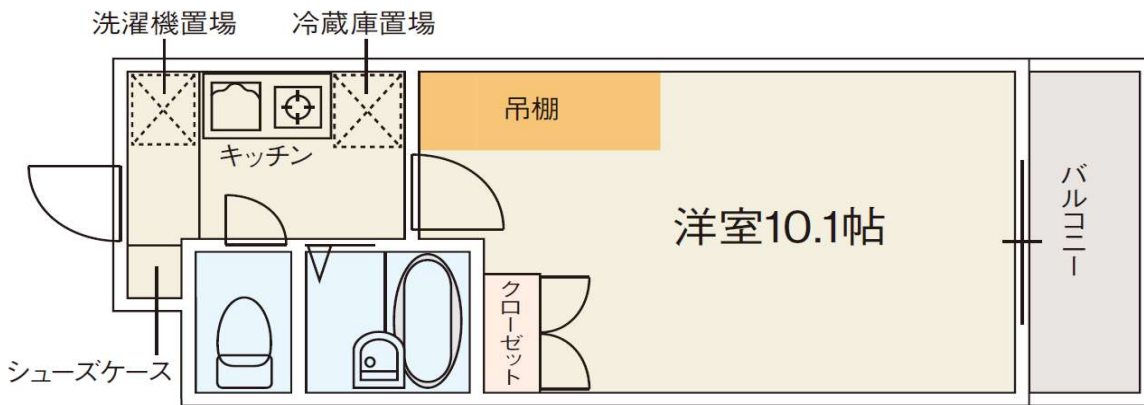 洗濯機置場
冷蔵庫置場
吊棚
キッチン
洋室10.1帖
バルコニー
クローゼット
シューズケース